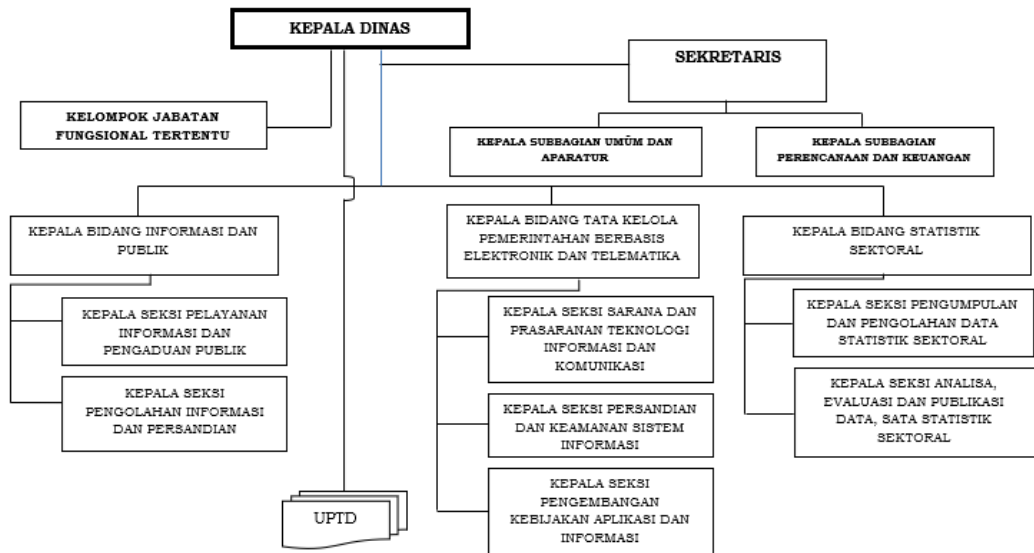 KEPALA DINAS
SEKRETARIS
KELOMPOK JABATAN
FUNGSIONAL TERTENTU
KEPALA SUBBAGIAN UMŪM DAN
APARATUR
KEPALA SUBBAGIAN
PERENCANAAN DAN KEUANGAN
KEPALA BIDANG INFORMASI DAN
PUBLIK
KEPALA BIDANG TATA KELOLA
PEMERINTAHAN BERBASIS
ELEKTRONIK DAN TELEMATIKA
KEPALA BIDANG STATISTIK
SEKTORAL
KEPALA SEKSI PELAYANAN
INFORMASI DAN
PENGADUAN PUBLIK
KEPALA SEKSI
PENGOLAHAN INFORMASI
DAN PERSANDIAN
KEPALA SEKSI SARANA DAN
PRASARANAN TEKNOLOGI
INFORMASI DAN
KOMUNIKASI
KEPALA SEKSI PERSANDIAN
DAN KEAMANAN SISTEM
INFORMASI
KEPALA SEKSI
PENGEMBANGAN
KEBIJAKAN APLIKASI DAN
INFORMASI
KEPALA SEKSI PENGUMPULAN
DAN PENGOLAHAN DATA
STATISTIK SEKTORAL
KEPALA SEKSI ANALISA,
EVALUASI DAN PUBLIKASI
DATA, SATA STATISTIK
SEKTORAL
UPTD